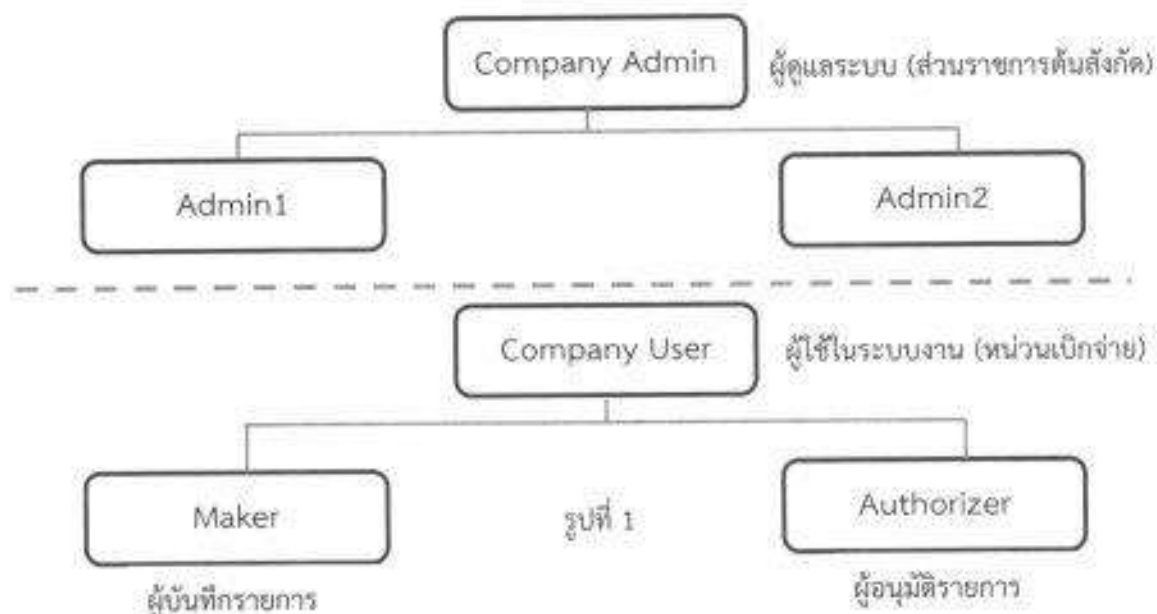 Company Admin
ผู้ดูแลระบบ (ส่วนราชการต้นสังกัด)
Admin1
Admin2
Company User
ผู้ใช้ในระบบงาน (หน่วนเบิกจ่าย)
Maker
รูปที่ 1
Authorizer
ผู้บันทึกรายการ
ผู้อนุมัติรายการ